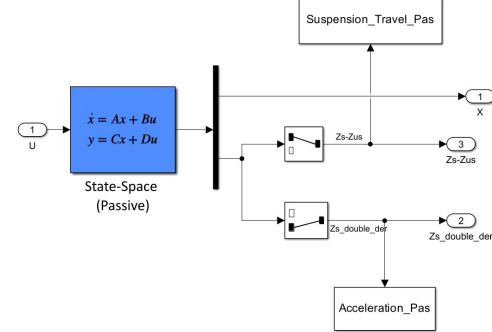 Suspension_Travel_Pas
ẋ = Ax + Bu
y = Cx + Du
1
U
State-Space
(Passive)
1
X
Zs-Zus
3
Zs-Zus
Zs_double_der
2
Zs_double_der
Acceleration_Pas